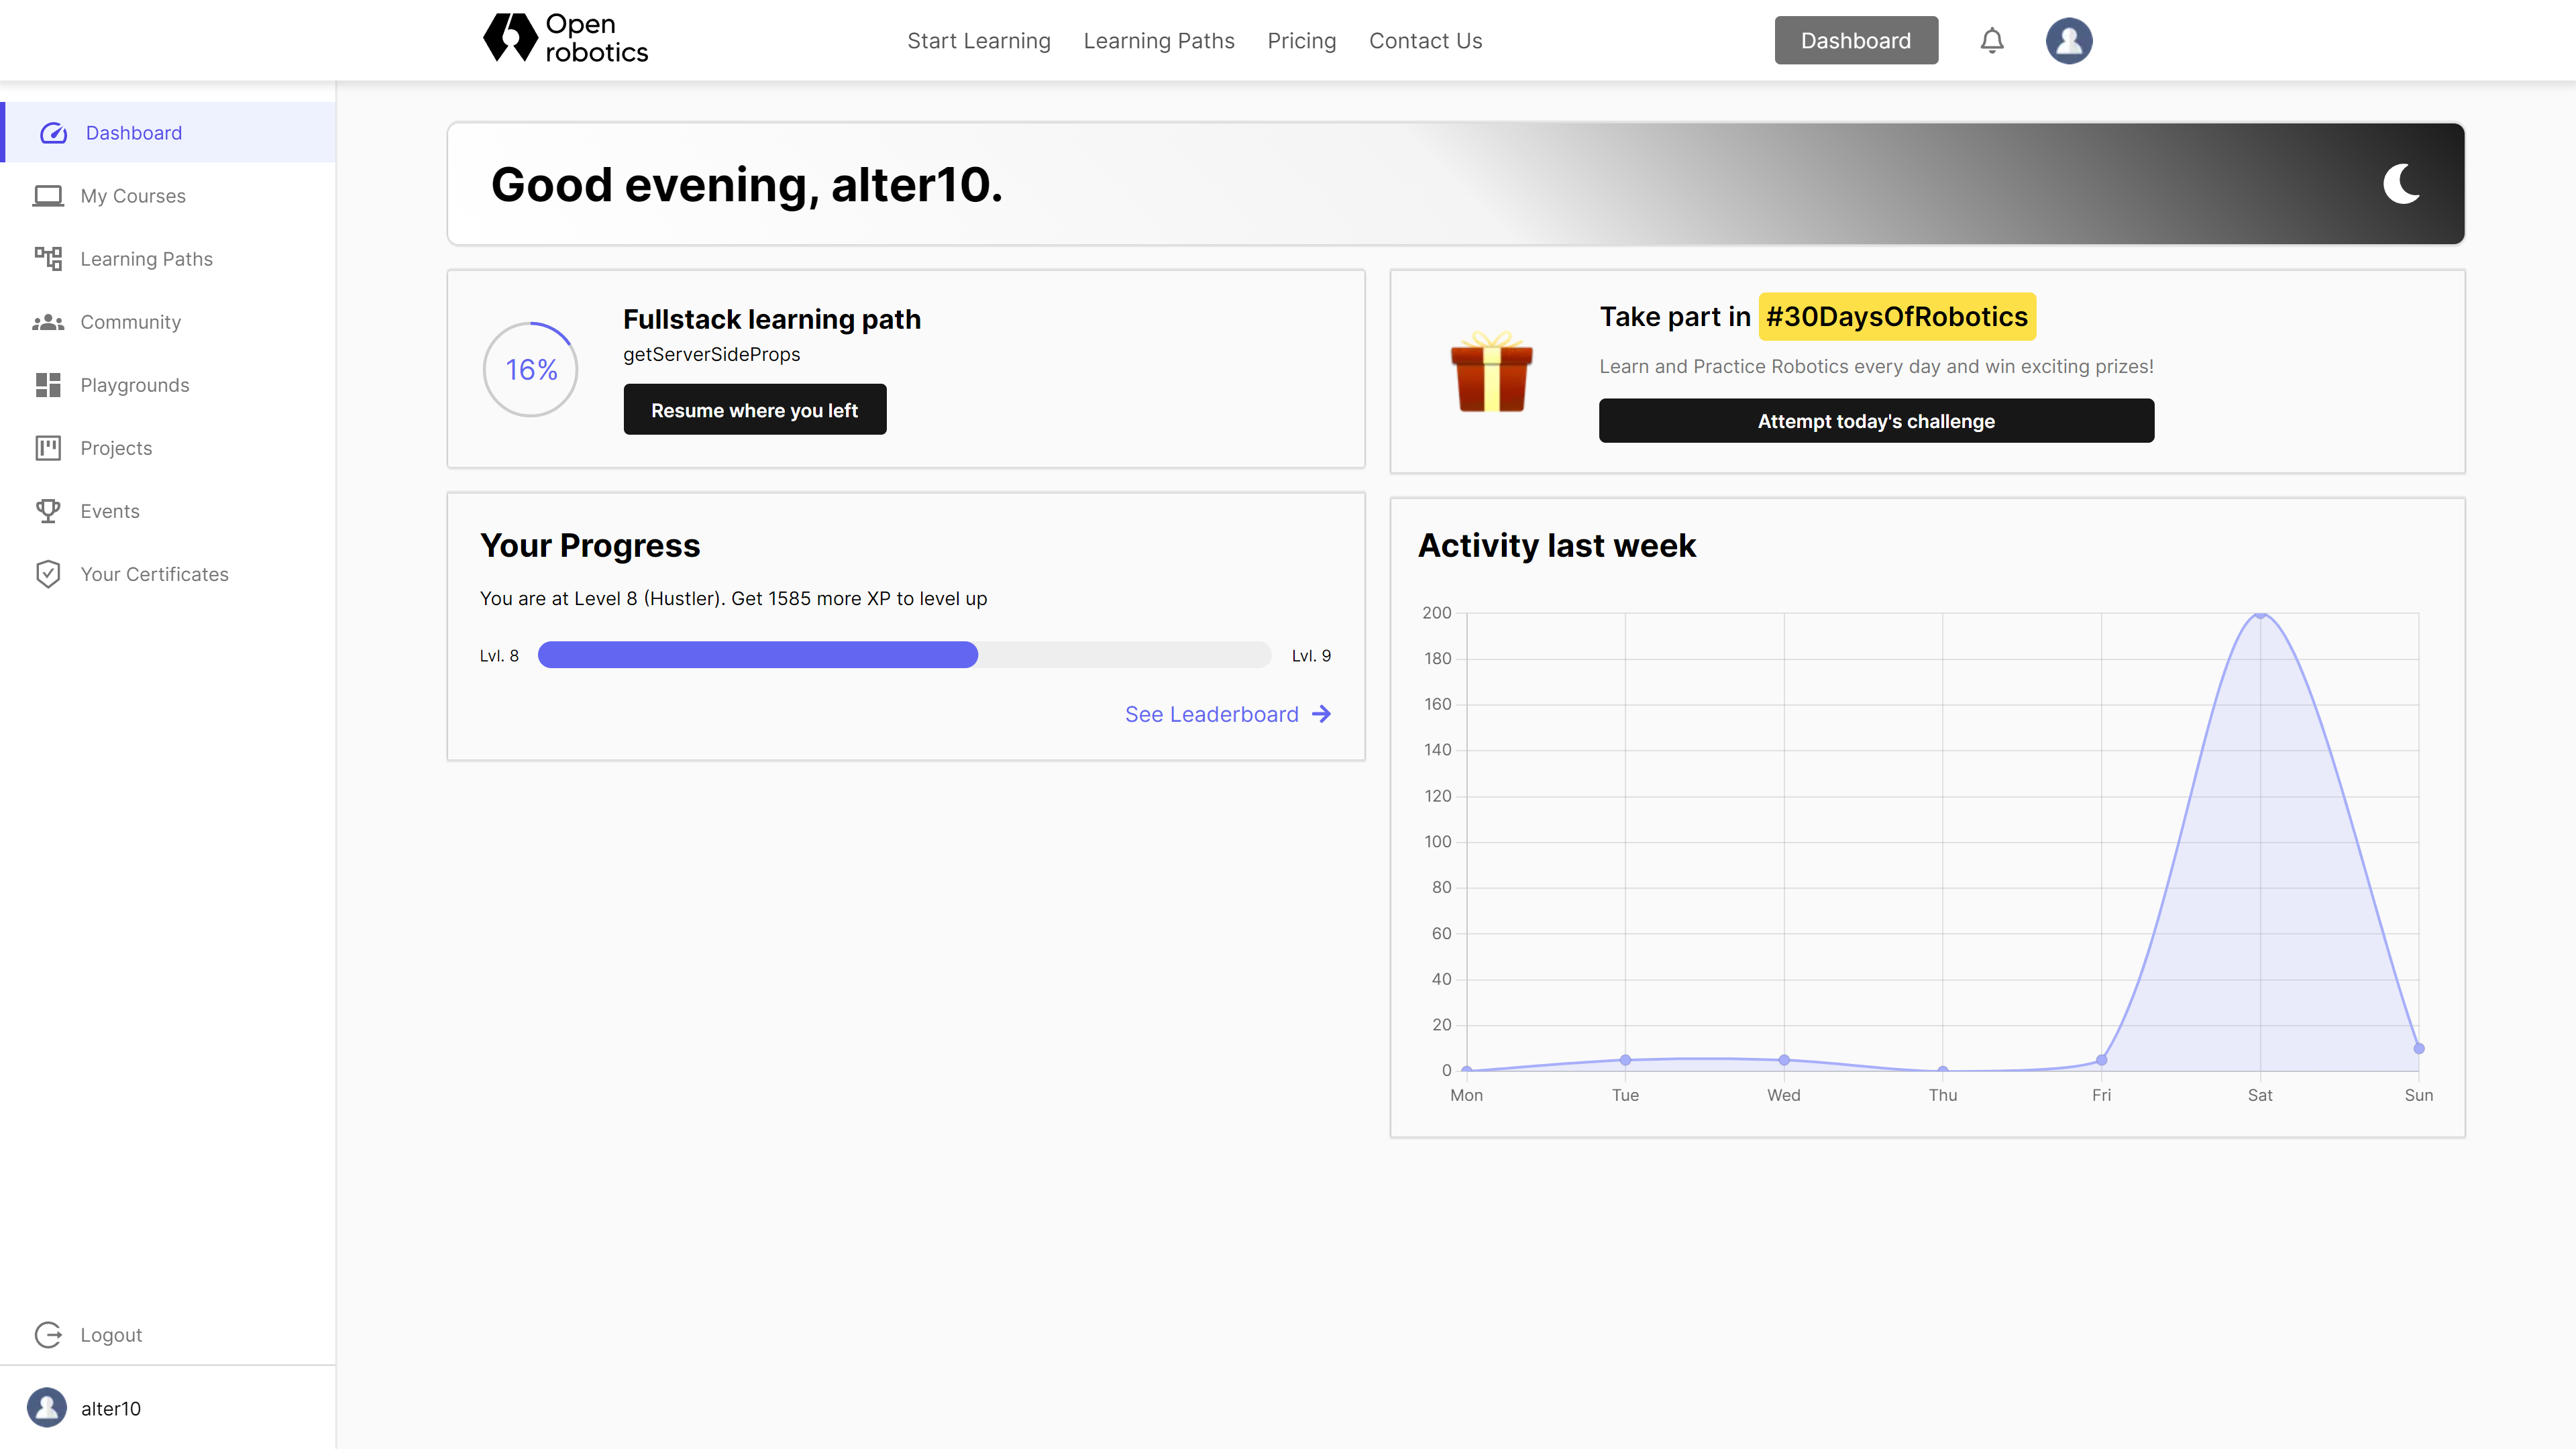 Open
robotics
Start Learning
Learning Paths
Pricing
Contact Us
Dashboard
Dashboard
My Courses
Learning Paths
Community
Playgrounds
Projects
Events
Your Certificates
Logout
alter10
Good evening, alter10.
16%
Fullstack learning path
getServerSideProps
Resume where you left
Take part in #30DaysOfRobotics
Learn and Practice Robotics every day and win exciting prizes!
Attempt today's challenge
Your Progress
You are at Level 8 (Hustler). Get 1585 more XP to level up
Lvl. 8
Lvl. 9
See Leaderboard
Activity last week
200
180
160
140
120
100
80
60
40
20
0
Mon
Tue
Wed
Thu
Fri
Sat
Sun